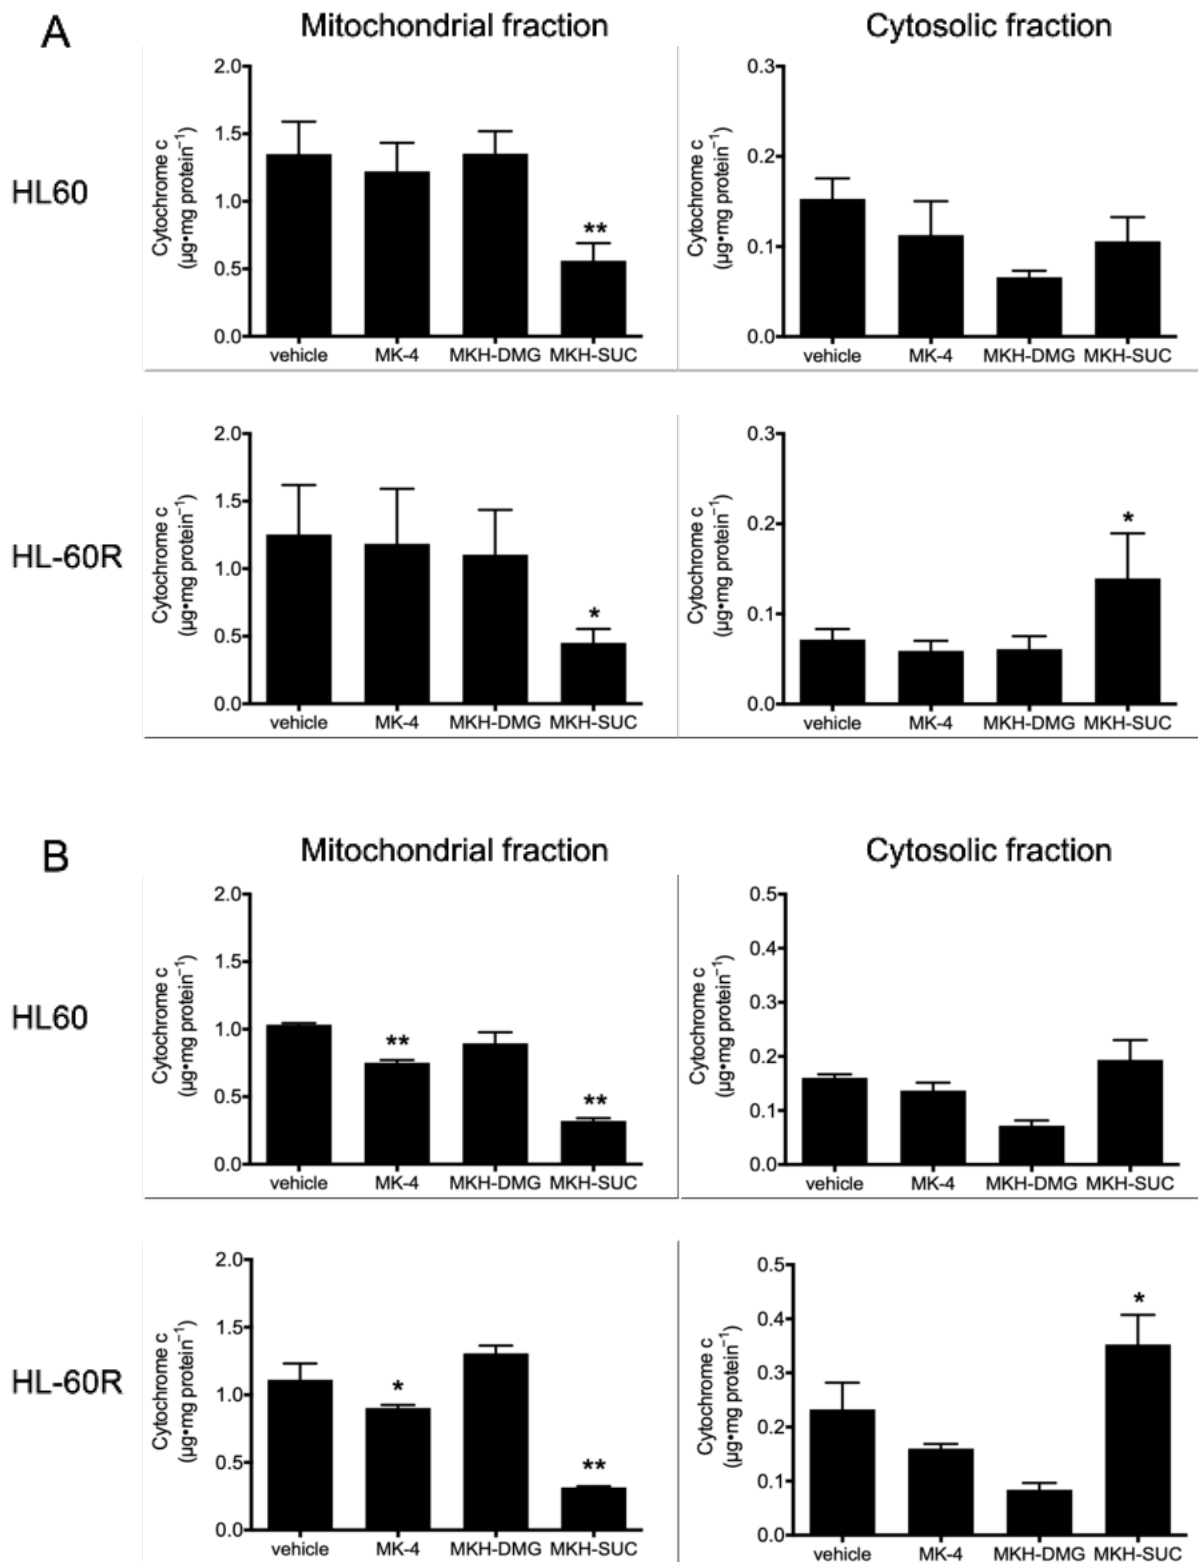 A
Mitochondrial fraction
Cytosolic fraction
HL60
Cytochrome c
(µg•mg protein⁻¹)
2.0
1.5
1.0
0.5
0.0
**
vehicle MK-4 MKH-DMG MKH-SUC
Cytochrome c
(µg•mg protein⁻¹)
0.3
0.2
0.1
0.0
vehicle MK-4 MKH-DMG MKH-SUC
HL-60R
Cytochrome c
(µg•mg protein⁻¹)
2.0
1.5
1.0
0.5
0.0
*
vehicle MK-4 MKH-DMG MKH-SUC
Cytochrome c
(µg•mg protein⁻¹)
0.3
0.2
0.1
0.0
*
vehicle MK-4 MKH-DMG MKH-SUC
B
Mitochondrial fraction
Cytosolic fraction
HL60
Cytochrome c
(µg•mg protein⁻¹)
2.0
1.5
1.0
0.5
0.0
**
**
vehicle MK-4 MKH-DMG MKH-SUC
Cytochrome c
(µg•mg protein⁻¹)
0.5
0.4
0.3
0.2
0.1
0.0
vehicle MK-4 MKH-DMG MKH-SUC
HL-60R
Cytochrome c
(µg•mg protein⁻¹)
2.0
1.5
1.0
0.5
0.0
*
**
vehicle MK-4 MKH-DMG MKH-SUC
Cytochrome c
(µg•mg protein⁻¹)
0.5
0.4
0.3
0.2
0.1
0.0
*
vehicle MK-4 MKH-DMG MKH-SUC